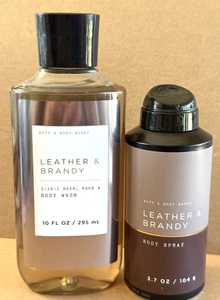 BATH & BODY WORKS
LEATHER &
BRANDY
3-IN-1 HAIR, FACE &
BODY WASH
10 FL OZ / 295 mL
BATH & BODY WORKS
LEATHER &
BRANDY
BODY SPRAY
3.7 OZ / 104 g